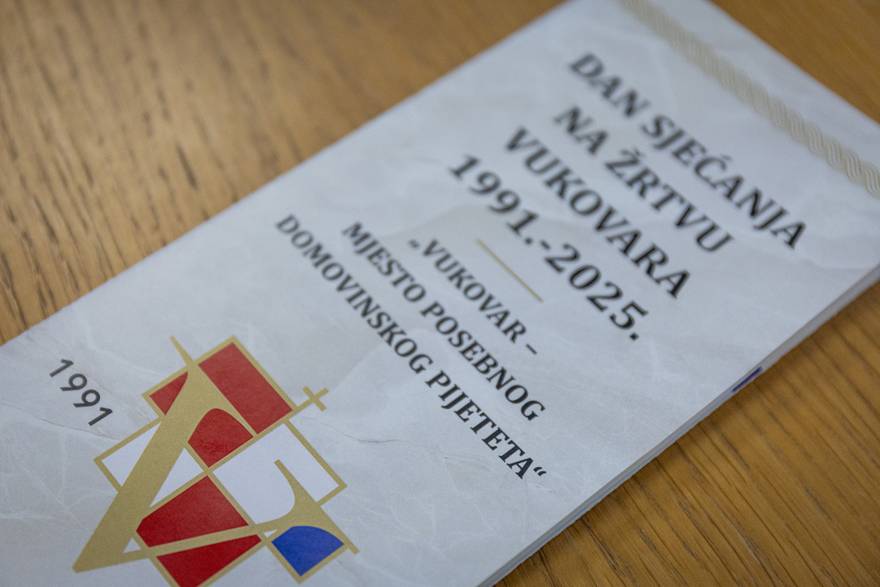 DAN SJEĆANJA
NA ŽRTVU
VUKOVARA
1991.-2025.
„VUKOVAR –
MJESTO POSEBNOG
DOMOVINSKOG PIJETETA“
1991